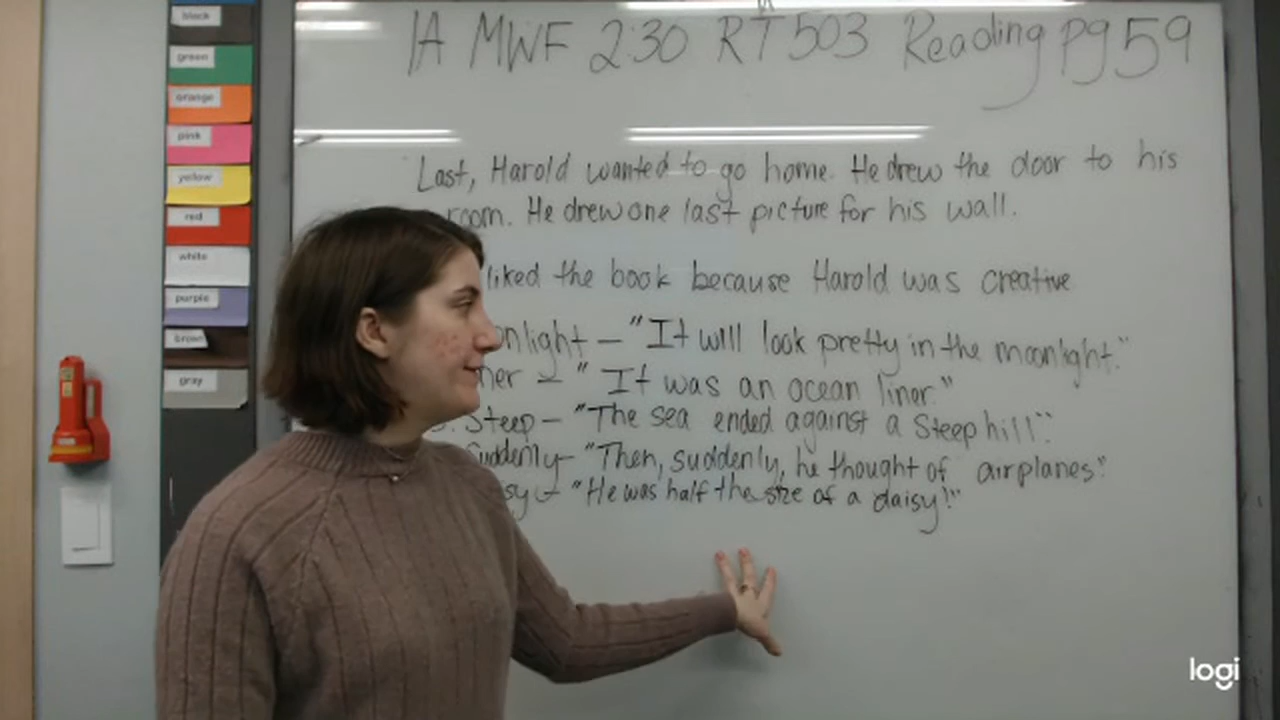 black
green
orange
pink
yellow
red
white
purple
brown
gray
1A MWF 2:30 RT 503 Reading pg 59
Last, Harold wanted to go home. He drew the door to his
room. He drew one last picture for his wall.
liked the book because Harold was creative
onlight – "It will look pretty in the moonlight."
ner – "It was an ocean liner."
3. Steep – "The sea ended against a steep hill."
Suddenly – "Then, suddenly, he thought of airplanes."
sy – "He was half the size of a daisy!"
logi